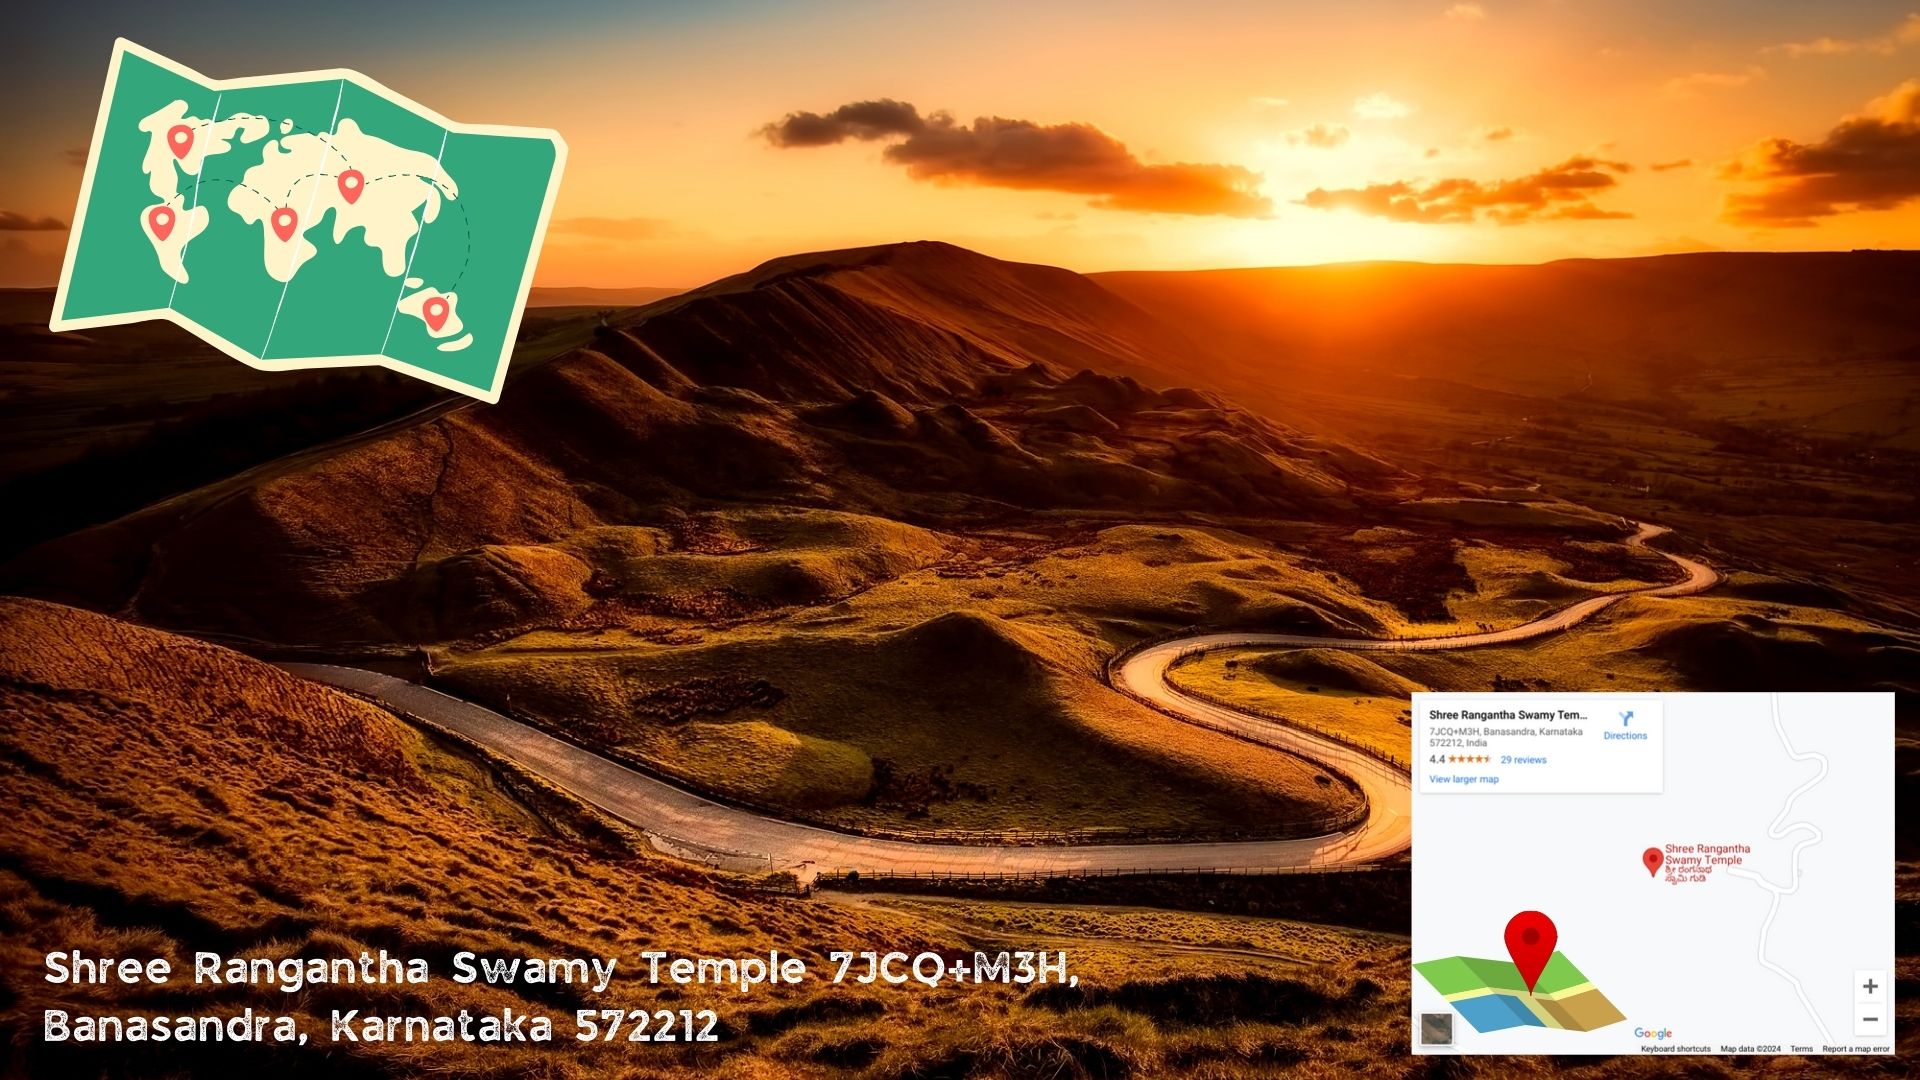 Shree Rangantha Swamy Tem...
7JCQ+M3H, Banasandra, Karnataka
572212, India
Directions
4.4 29 reviews
View larger map
Shree Rangantha
Swamy Temple
ಶ್ರೀ ರಂಗನಾಥ
ಸ್ವಾಮಿ ಗುಡಿ
Shree Rangantha Swamy Temple 7JCQ+M3H,
Banasandra, Karnataka 572212
Google
Keyboard shortcuts Map data ©2024 Terms Report a map error